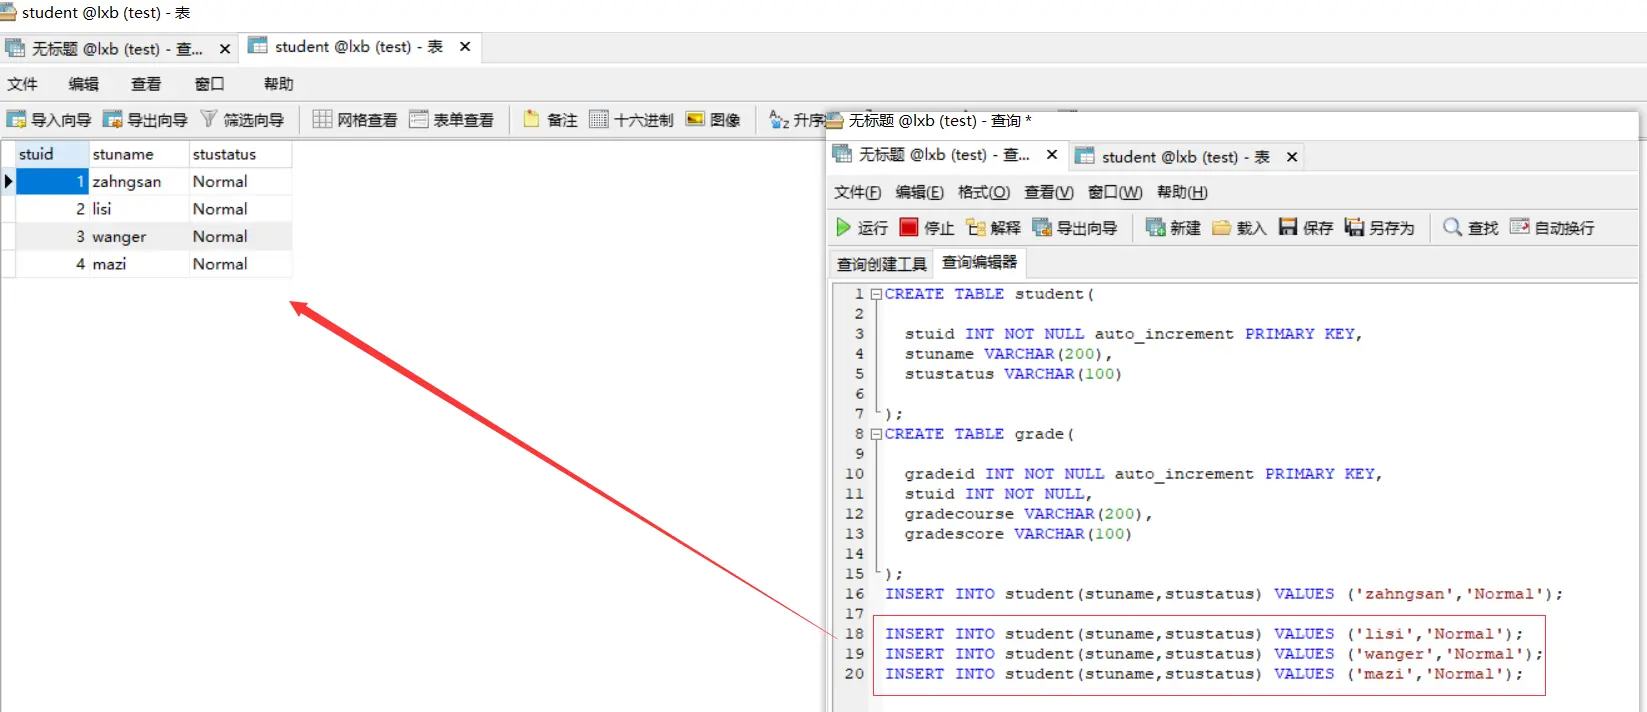 student @lxb (test) - 表
无标题 @lxb (test) - 查... ✕ student @lxb (test) - 表 ✕
文件 编辑 查看 窗口 帮助
导入向导 导出向导 筛选向导 网格查看 表单查看 备注 十六进制 图像 升序
stuid stuname stustatus
1 zahngsan Normal
2 lisi Normal
3 wanger Normal
4 mazi Normal
无标题 @lxb (test) - 查询 *
无标题 @lxb (test) - 查... ✕ student @lxb (test) - 表 ✕
文件(F) 编辑(E) 格式(O) 查看(V) 窗口(W) 帮助(H)
运行 停止 解释 导出向导 新建 载入 保存 另存为 查找 自动换行
查询创建工具 查询编辑器
1 CREATE TABLE student(
2
3 stuid INT NOT NULL auto_increment PRIMARY KEY,
4 stuname VARCHAR(200),
5 stustatus VARCHAR(100)
6
7 );
8 CREATE TABLE grade(
9
10 gradeid INT NOT NULL auto_increment PRIMARY KEY,
11 stuid INT NOT NULL,
12 gradecourse VARCHAR(200),
13 gradescore VARCHAR(100)
14
15 );
16 INSERT INTO student(stuname,stustatus) VALUES ('zahngsan','Normal');
17
18 INSERT INTO student(stuname,stustatus) VALUES ('lisi','Normal');
19 INSERT INTO student(stuname,stustatus) VALUES ('wanger','Normal');
20 INSERT INTO student(stuname,stustatus) VALUES ('mazi','Normal');